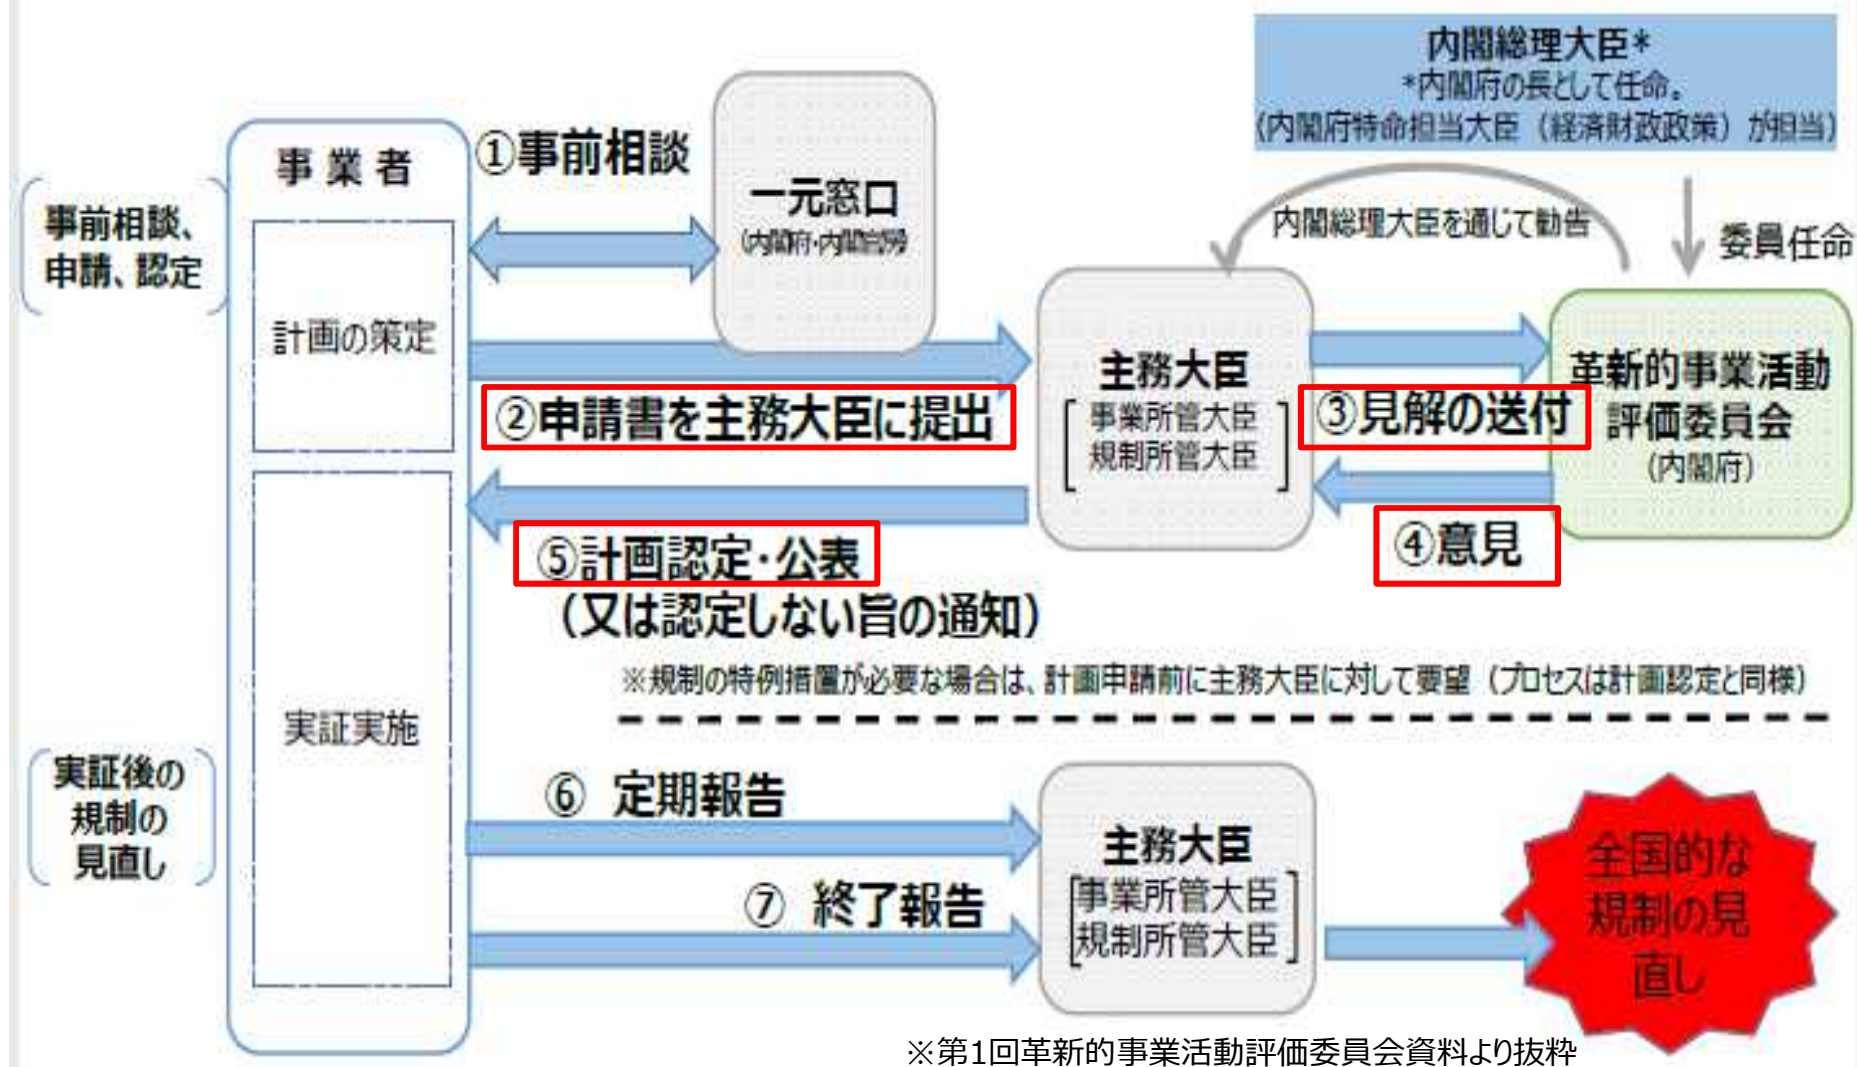 内閣総理大臣*
*内閣府の長として任命。
(内閣府特命担当大臣（経済財政政策）が担当)
事業者
①事前相談
一元窓口
(内閣府・内閣官房)
事前相談、
申請、認定
内閣総理大臣を通じて勧告
委員任命
計画の策定
主務大臣
事業所管大臣
規制所管大臣
革新的事業活動
評価委員会
(内閣府)
②申請書を主務大臣に提出
③見解の送付
④意見
⑤計画認定・公表
（又は認定しない旨の通知）
※規制の特例措置が必要な場合は、計画申請前に主務大臣に対して要望（プロセスは計画認定と同様）
実証実施
実証後の
規制の
見直し
⑥ 定期報告
⑦ 終了報告
主務大臣
事業所管大臣
規制所管大臣
全国的な
規制の見
直し
※第1回革新的事業活動評価委員会資料より抜粋